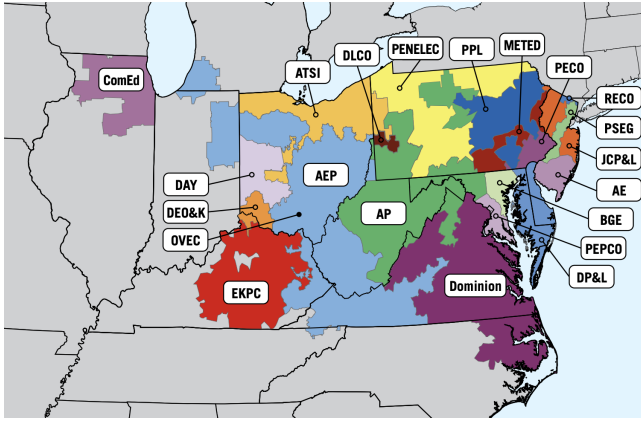 ComEd
ATSI
DLCO
PENELEC
PPL
METED
PECO
RECO
PSEG
JCP&L
AE
BGE
PEPCO
DP&L
DAY
DEO&K
OVEC
AEP
AP
EKPC
Dominion